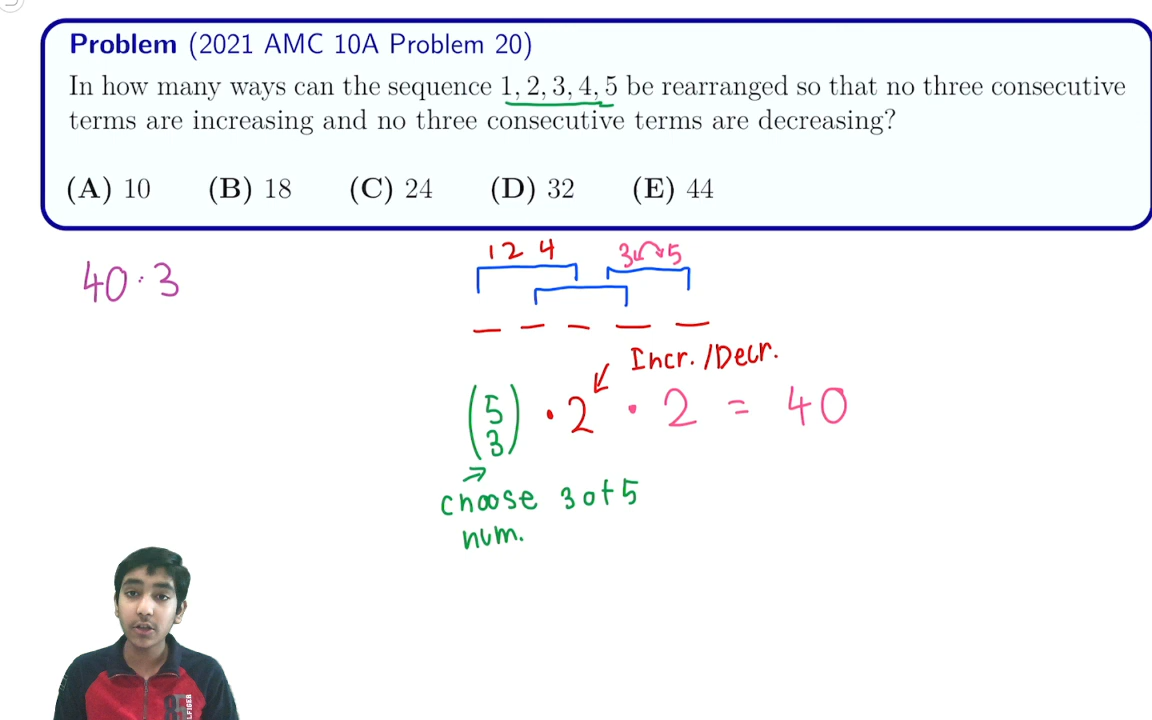 Problem (2021 AMC 10A Problem 20)
In how many ways can the sequence 1, 2, 3, 4, 5 be rearranged so that no three consecutive
terms are increasing and no three consecutive terms are decreasing?
(A) 10 (B) 18 (C) 24 (D) 32 (E) 44
40 · 3
1 2 4 3 5
Incr. / Decr.
(5 3) · 2 · 2 = 40
choose 3 of 5
num.